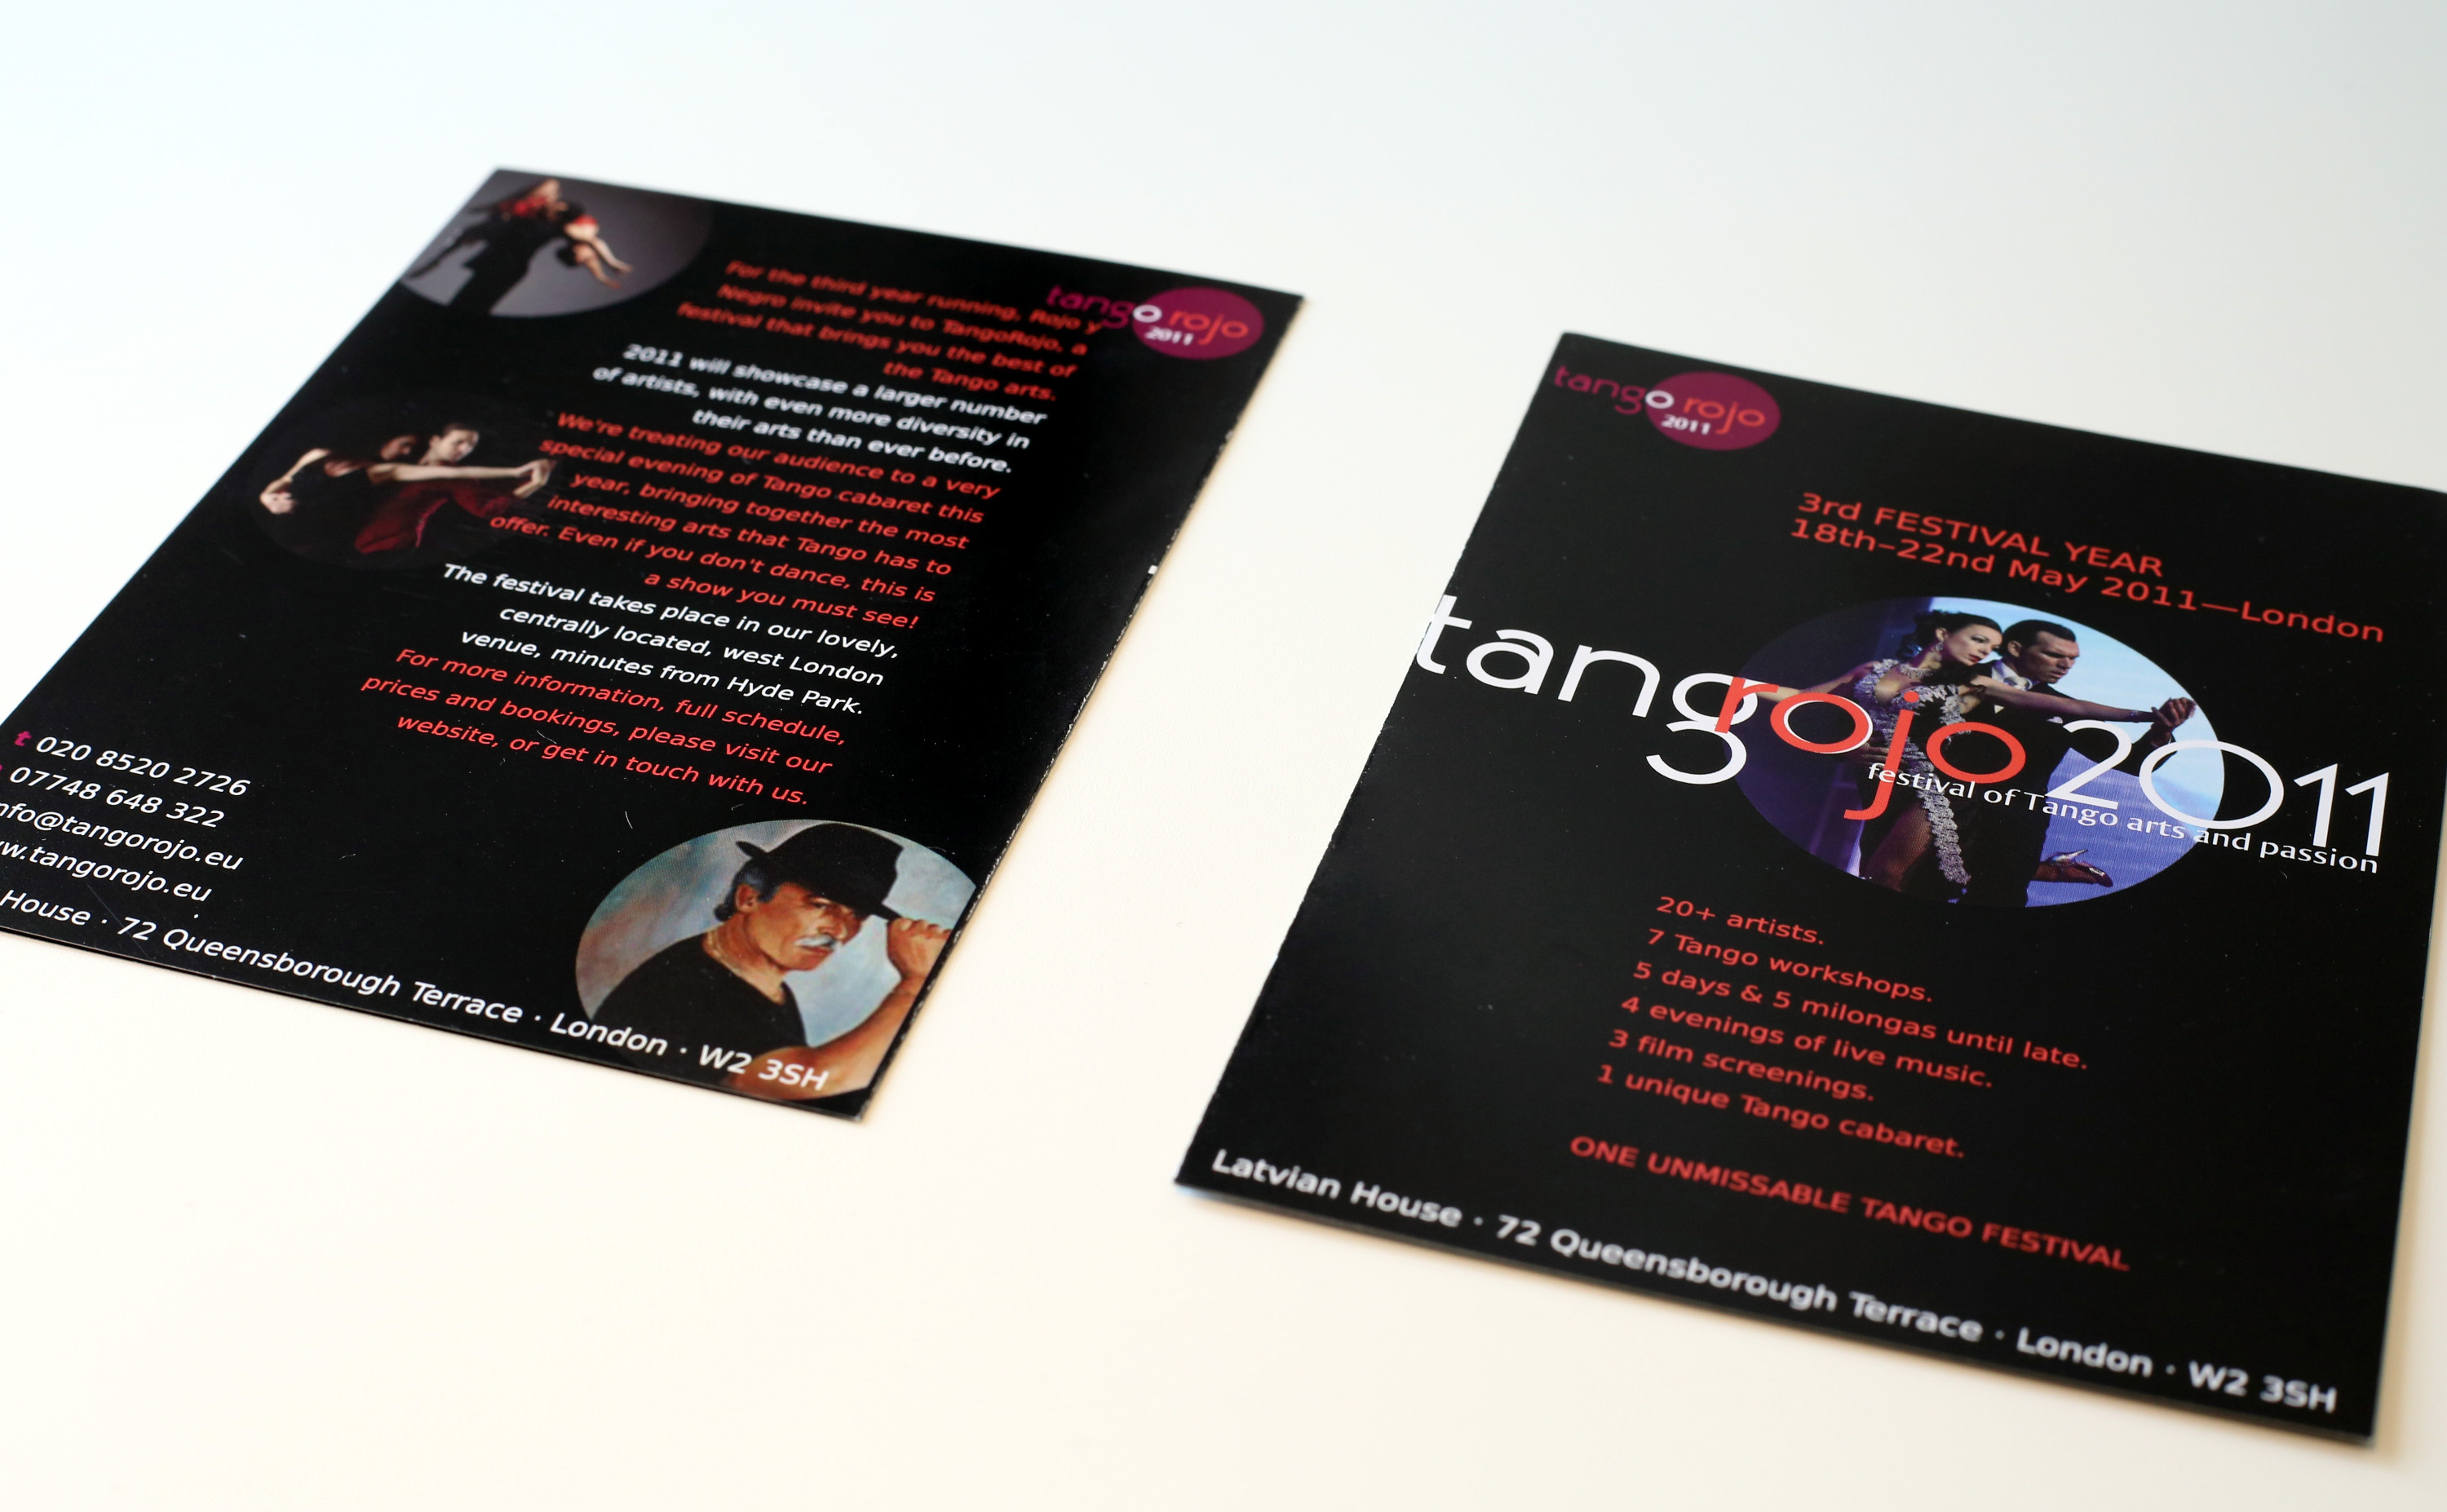 tango rojo
2011
For the third year running, Rojo y
Negro invite you to TangoRojo, a
festival that brings you the best of
the Tango arts.
2011 will showcase a larger number
of artists, with even more diversity in
their arts than ever before.
We're treating our audience to a very
special evening of Tango cabaret this
year, bringing together the most
interesting arts that Tango has to
offer. Even if you don't dance, this is
a show you must see!
The festival takes place in our lovely,
centrally located, west London
venue, minutes from Hyde Park.
For more information, full schedule,
prices and bookings, please visit our
website, or get in touch with us.
t 020 8520 2726
07748 648 322
nfo@tangorojo.eu
w.tangorojo.eu
House · 72 Queensborough Terrace · London · W2 3SH
tango rojo
2011
3rd FESTIVAL YEAR
18th–22nd May 2011—London
tangrojo2011
festival of Tango arts and passion
20+ artists.
7 Tango workshops.
5 days & 5 milongas until late.
4 evenings of live music.
3 film screenings.
1 unique Tango cabaret.
ONE UNMISSABLE TANGO FESTIVAL
Latvian House · 72 Queensborough Terrace · London · W2 3SH